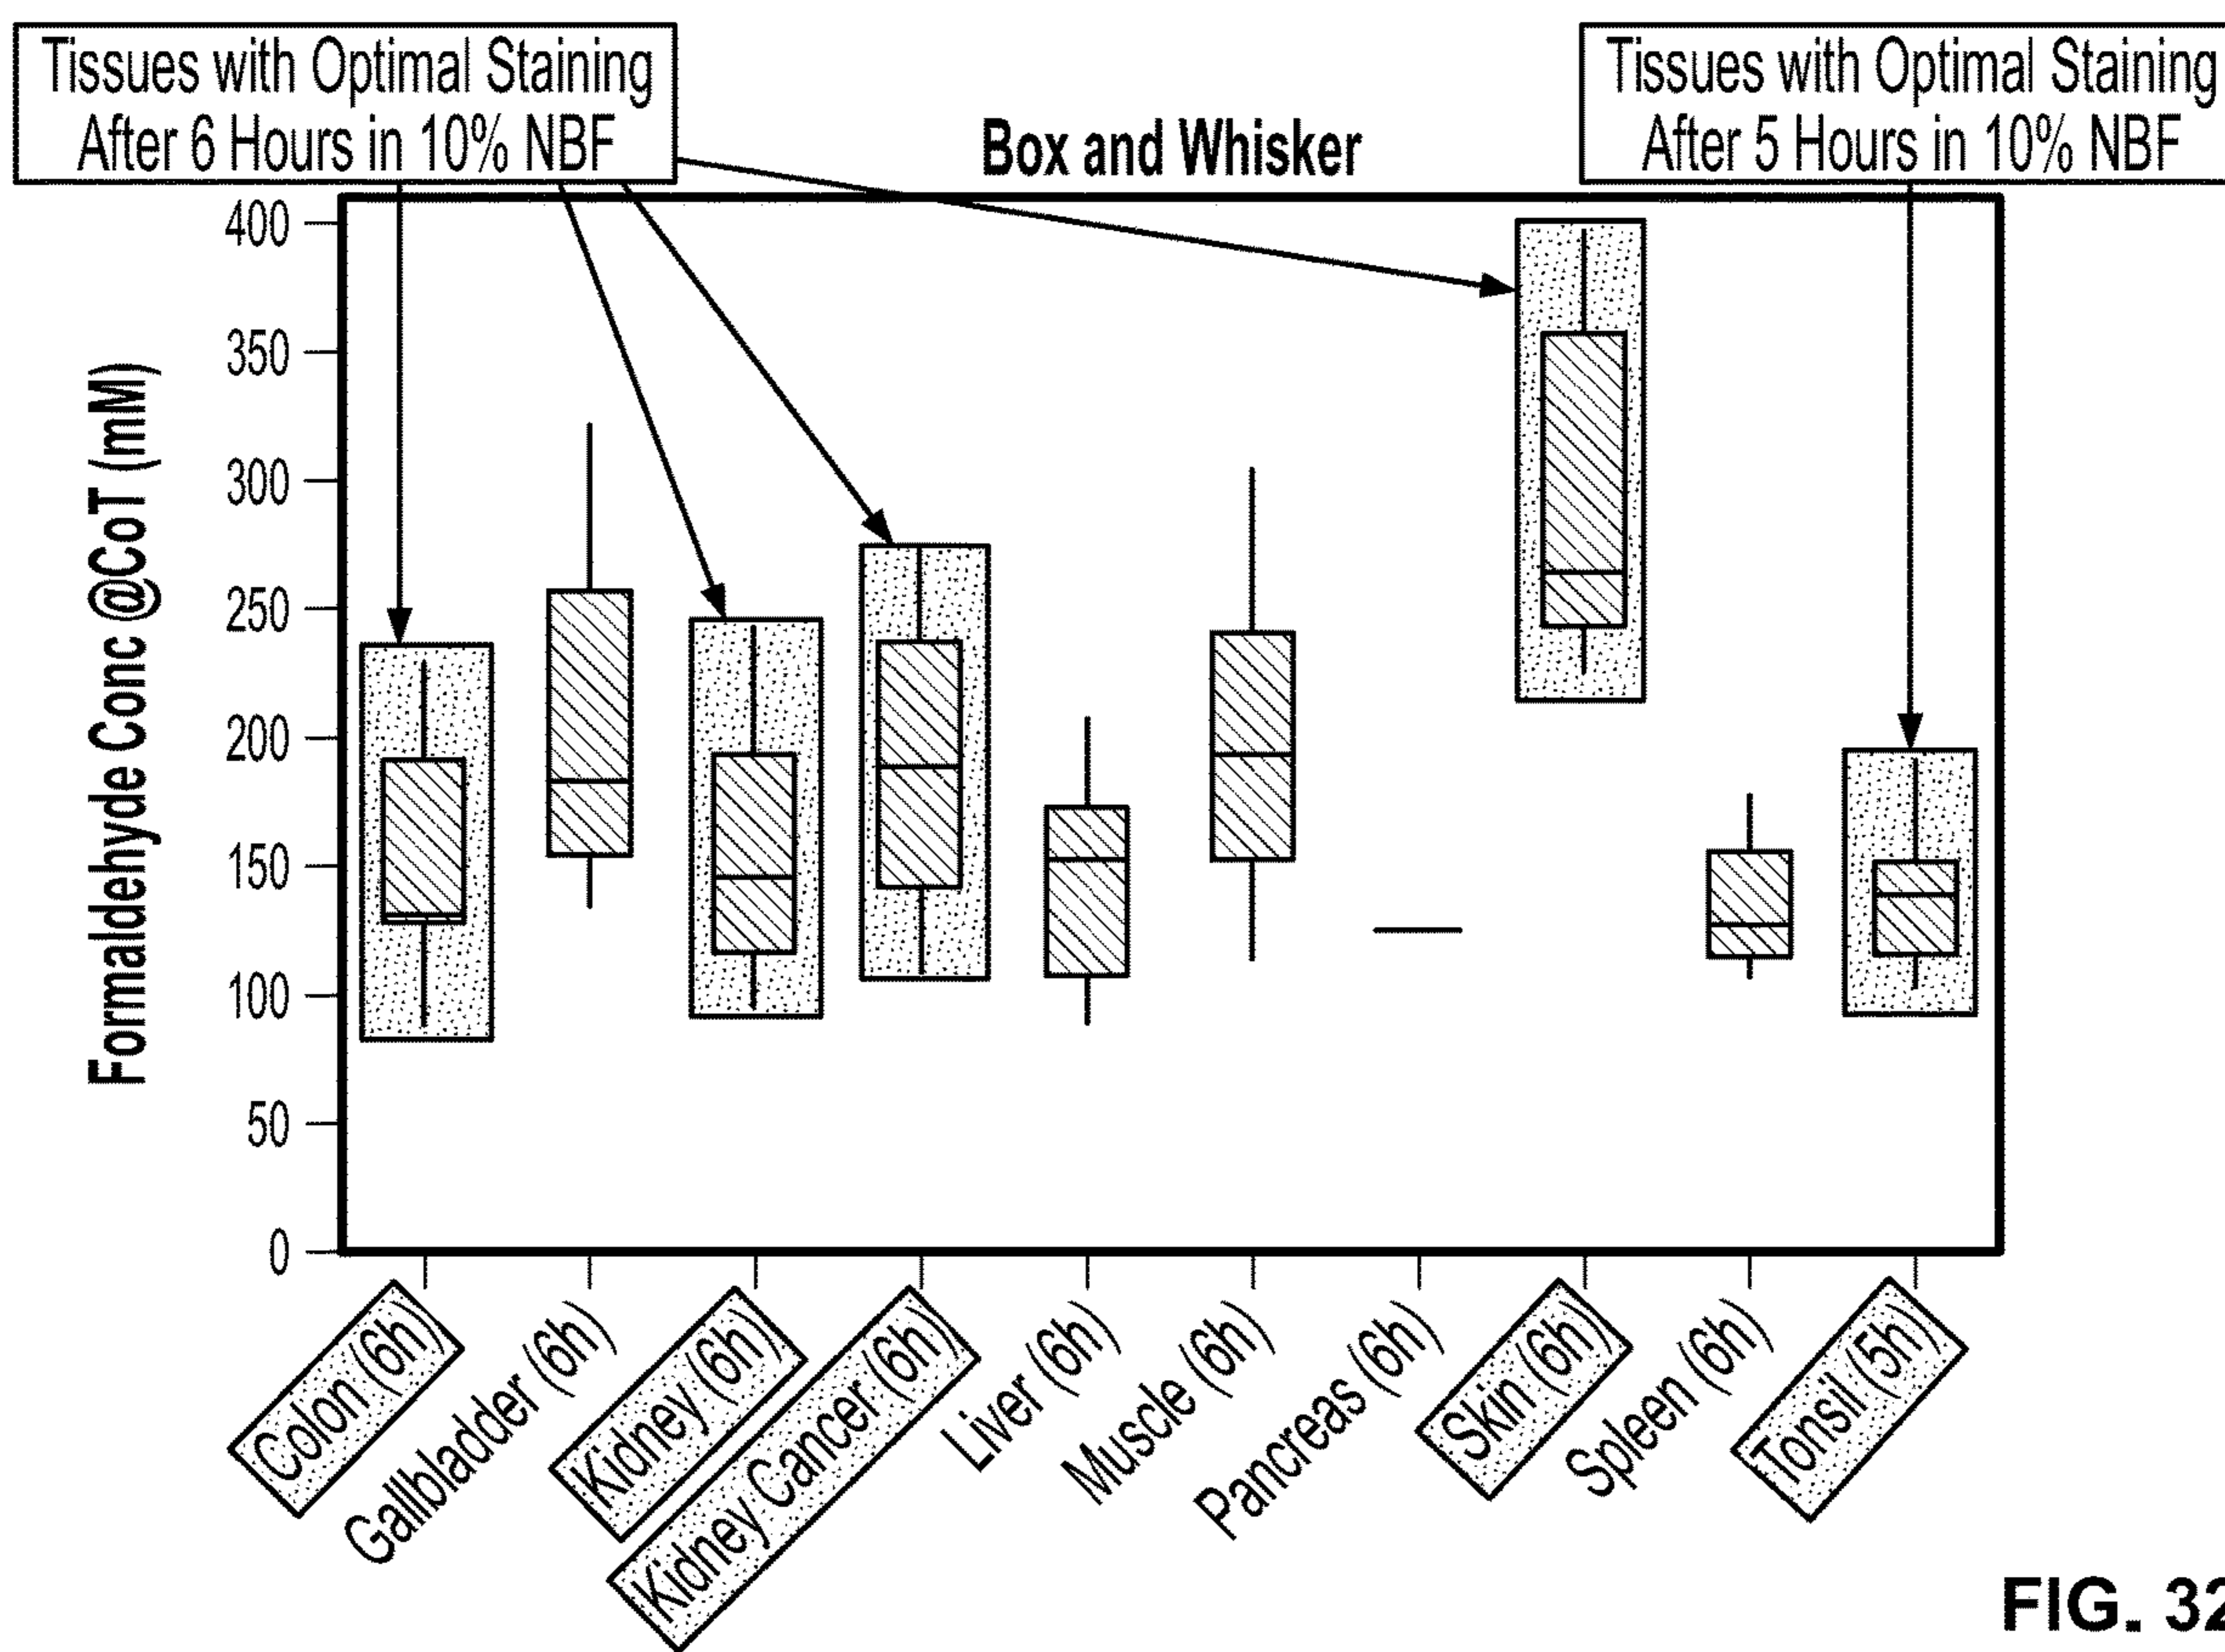 Tissues with Optimal Staining
After 6 Hours in 10% NBF
Tissues with Optimal Staining
After 5 Hours in 10% NBF
Box and Whisker
Formaldehyde Conc @CoT (mM)
400
350
300
250
200
150
100
50
0
Colon (6h)
Gallbladder (6h)
Kidney (6h)
Kidney Cancer (6h)
Liver (6h)
Muscle (6h)
Pancreas (6h)
Skin (6h)
Spleen (6h)
Tonsil (5h)
FIG. 32